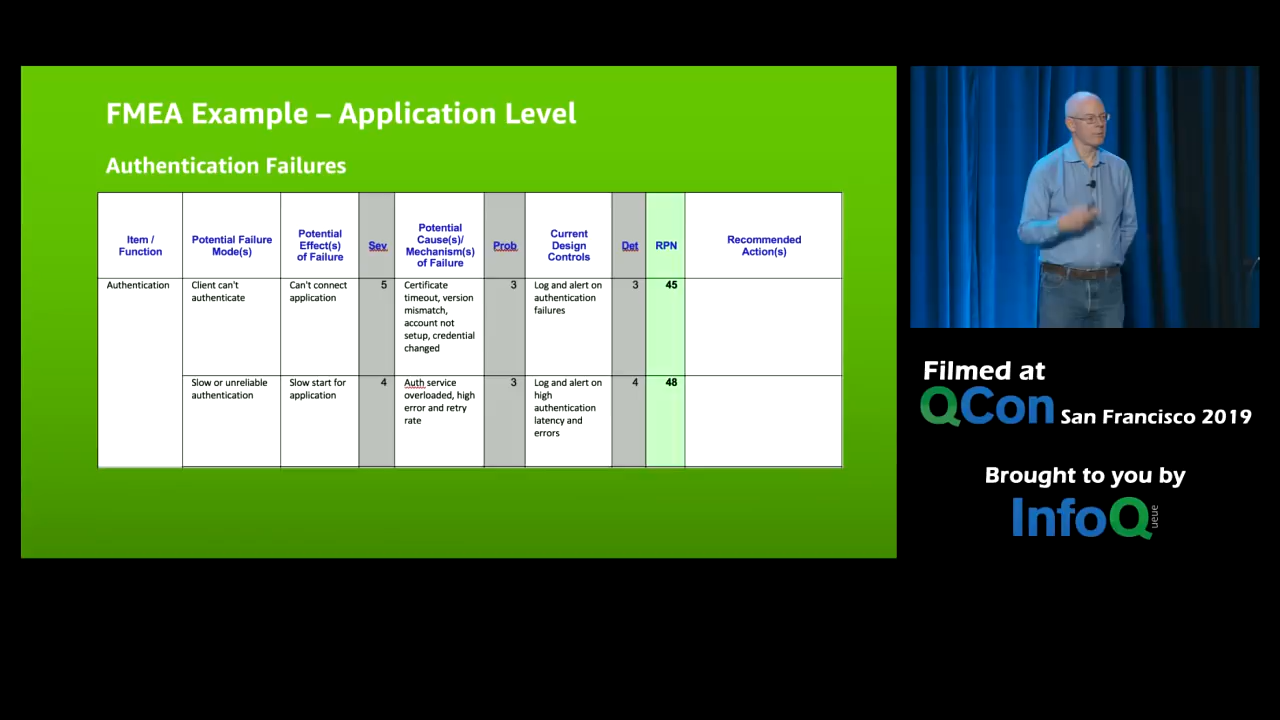 FMEA Example – Application Level
Authentication Failures
Item /
Function
Potential Failure
Mode(s)
Potential
Effect(s)
of Failure
Sev
Potential
Cause(s)/
Mechanism(s)
of Failure
Prob
Current
Design
Controls
Det
RPN
Recommended
Action(s)
Authentication
Client can't
authenticate
Can't connect
application
5
Certificate
timeout, version
mismatch,
account not
setup, credential
changed
3
Log and alert on
authentication
failures
3
45
Slow or unreliable
authentication
Slow start for
application
4
Auth service
overloaded, high
error and retry
rate
3
Log and alert on
high
authentication
latency and
errors
4
48
Filmed at
QCon San Francisco 2019
Brought to you by
InfoQ
ueue